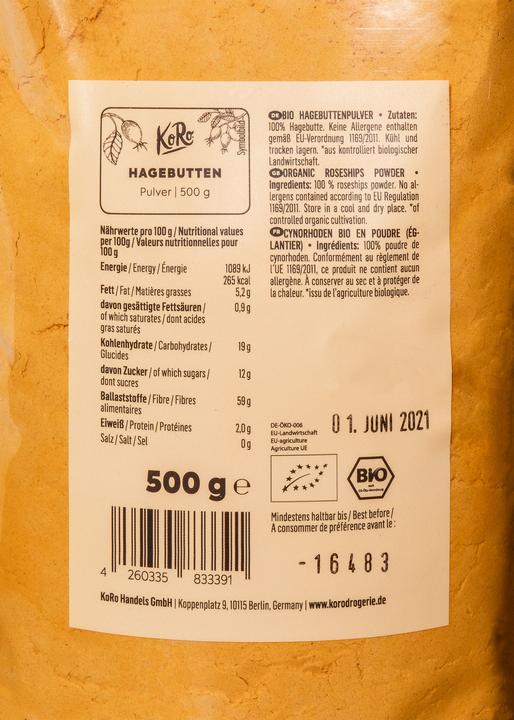 KoRo
Symbolbild
HAGEBUTTEN
Pulver | 500 g
Nährwerte pro 100 g / Nutritional values
per 100g / Valeurs nutritionnelles pour
100 g
Energie / Energy / Énergie 1089 kJ
265 kcal
Fett / Fat / Matières grasses 5,2 g
davon gesättigte Fettsäuren / 0,9 g
of which saturates / dont acides
gras saturés
Kohlenhydrate / Carbohydrates / 19 g
Glucides
davon Zucker / of which sugars / 12 g
dont sucres
Ballaststoffe / Fibre / Fibres 59 g
alimentaires
Eiweiß / Protein / Protéines 2,0 g
Salz / Salt / Sel 0 g
500 g e
4 260335 833391
DE BIO HAGEBUTTENPULVER • Zutaten:
100% Hagebutte. Keine Allergene enthalten
gemäß EU-Verordnung 1169/2011. Kühl und
trocken lagern. *aus kontrolliert biologischer
Landwirtschaft.
GB ORGANIC ROSESHIPS POWDER •
Ingredients: 100 % roseships powder. No al-
lergens contained according to EU Regulation
1169/2011. Store in a cool and dry place. *of
controlled organic cultivation.
FR CYNORHODEN BIO EN POUDRE (ÉG-
LANTIER) • Ingrédients: 100% poudre de
cynorhoden. Conformément au règlement de
l'UE 1169/2011, ce produit ne contient aucun
allergène. À conserver au sec et à protéger de
la chaleur. *issu de l'agriculture biologique.
DE-ÖKO-006
EU-Landwirtschaft
EU-agriculture
Agriculture UE
0 1. JUNI 2021
Bio
nach
EG-Öko-Verordnung
Mindestens haltbar bis / Best before /
A consommer de préférence avant le :
-16483
KoRo Handels GmbH | Koppenplatz 9, 10115 Berlin, Germany | www.korodrogerie.de